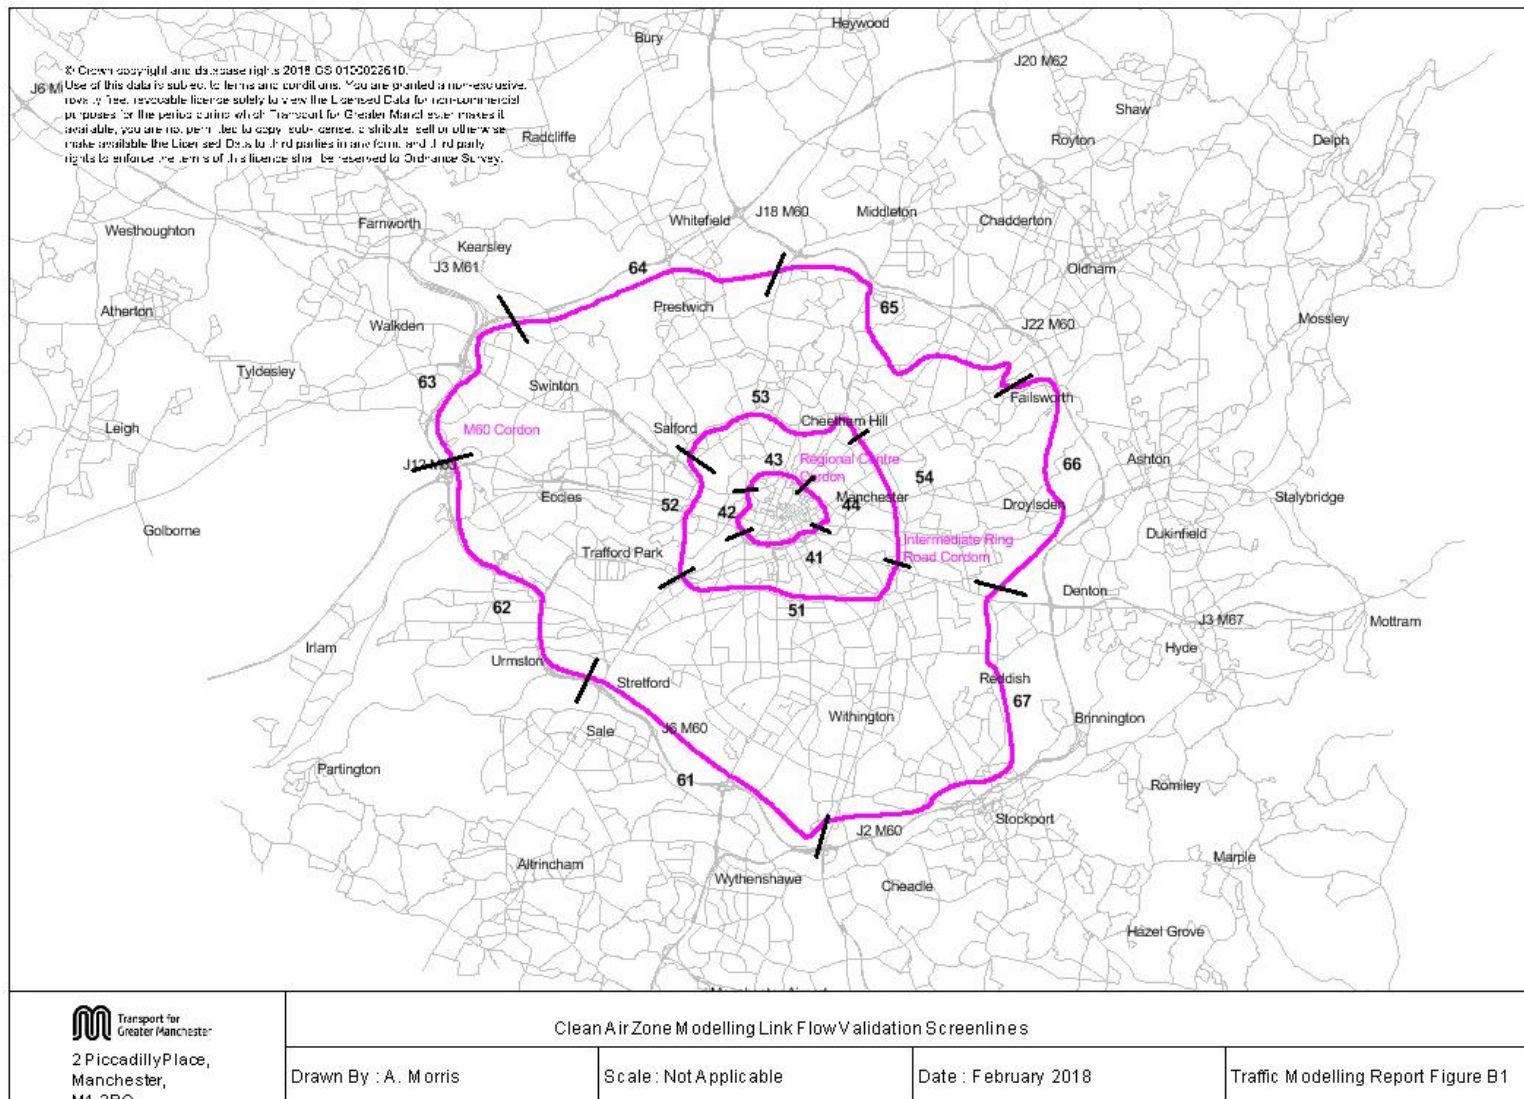 Heywood
Bury
© Crown copyright and database rights 2018 OS 0100022610.
Use of this data is subject to terms and conditions. You are granted a non-exclusive,
royalty free, revocable licence solely to view the Licensed Data for non-commercial
purposes for the period during which Transport for Greater Manchester makes it
available, you are not permitted to copy, sub-license, distribute, sell or otherwise
make available the Licensed Data to third parties in any form, and third party
rights to enforce the terms of this licence shall be reserved to Ordnance Survey.
J20 M62
J6 M
Shaw
Radcliffe
Royton
Delph
Whitefield
J18 M60
Middleton
Chadderton
Farnworth
Westhoughton
Kearsley
J3 M61
64
Oldham
Atherton
Prestwich
65
Mossley
Walkden
J22 M60
Tyldesley
63
Swinton
53
Failsworth
Leigh
M60 Cordon
Salford
Cheetham Hill
43
Regional Centre
Cordon
66
Ashton
54
Eccles
Manchester
Stalybridge
52
42
44
Droylsden
Golborne
Dukinfield
Trafford Park
41
Intermediate Ring
Road Cordom
Denton
62
51
J3 M67
Mottram
Irlam
Hyde
Urmston
Stretford
Reddish
67
Withington
Brinnington
Sale
J6 M60
Partington
61
Romiley
Stockport
J2 M60
Altrincham
Marple
Wythenshawe
Cheadle
Hazel Grove
Transport for
Greater Manchester
2 Piccadilly Place,
Manchester,
Clean Air Zone Modelling Link Flow Validation Screenlines
Drawn By : A. Morris
Scale : Not Applicable
Date : February 2018
Traffic Modelling Report Figure B1